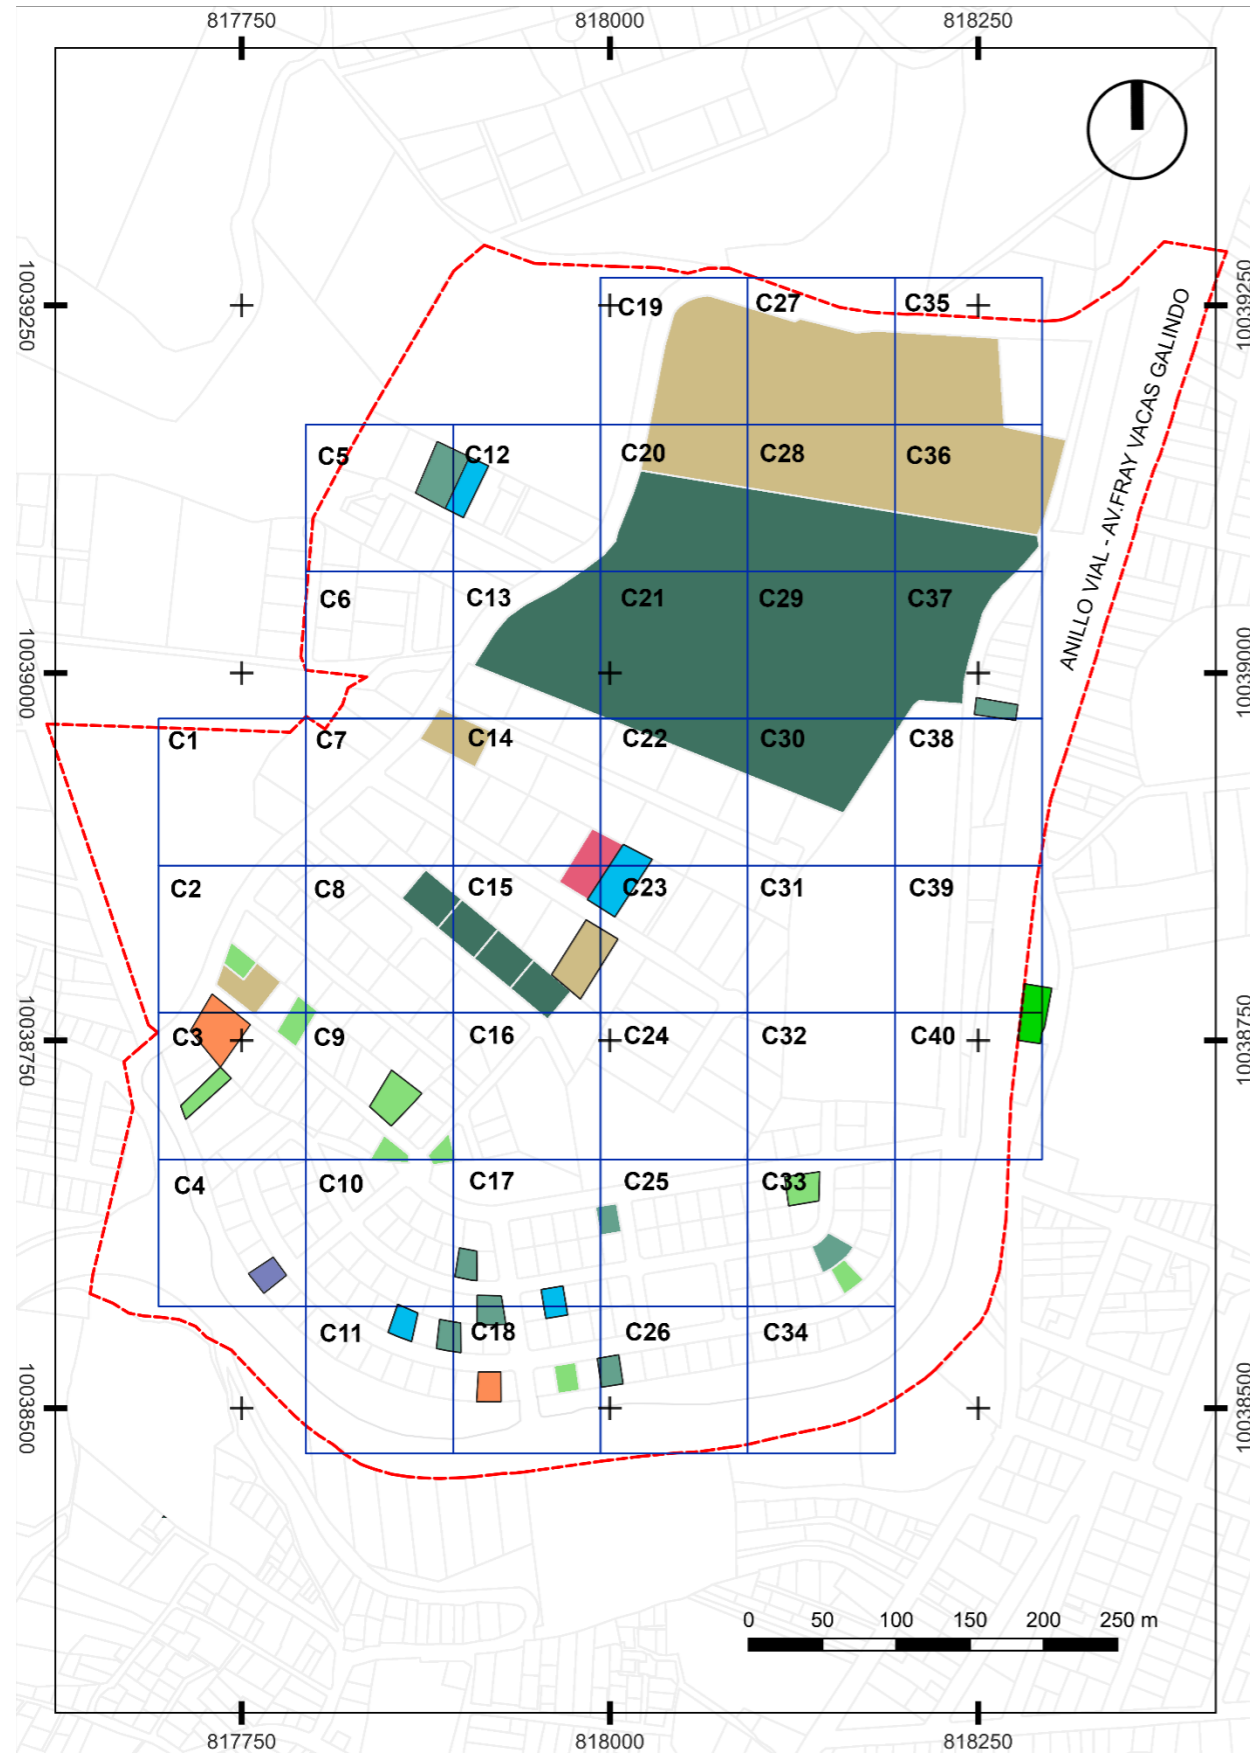 817750 818000 818250
10039250 10039250
C19 C27 C35
ANILLO VIAL - AV.FRAY VACAS GALINDO
C5 C12 C20 C28 C36
C6 C13 C21 C29 C37
10039000 10039000
C1 C7 C14 C22 C30 C38
C2 C8 C15 C23 C31 C39
C3 C9 C16 C24 C32 C40
10038750 10038750
C4 C10 C17 C25 C33
C11 C18 C26 C34
10038500 10038500
0 50 100 150 200 250 m
817750 818000 818250